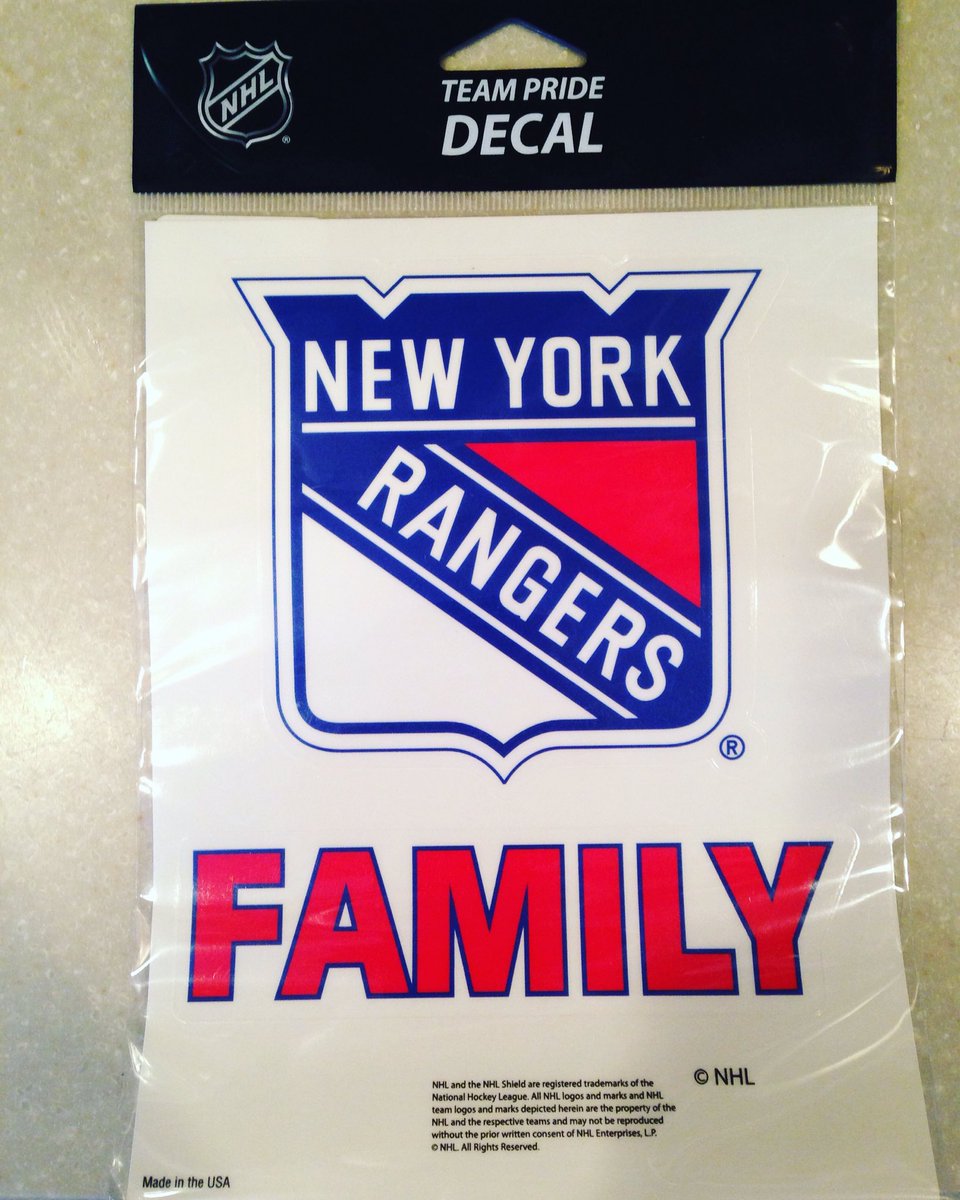 NHL
®
TEAM PRIDE
DECAL
NEW YORK
RANGERS
®
FAMILY
© NHL
NHL and the NHL Shield are registered trademarks of the
National Hockey League. All NHL logos and marks and NHL
team logos and marks depicted herein are the property of the
NHL and the respective teams and may not be reproduced
without the prior written consent of NHL Enterprises, L.P.
© NHL. All Rights Reserved.
Made in the USA